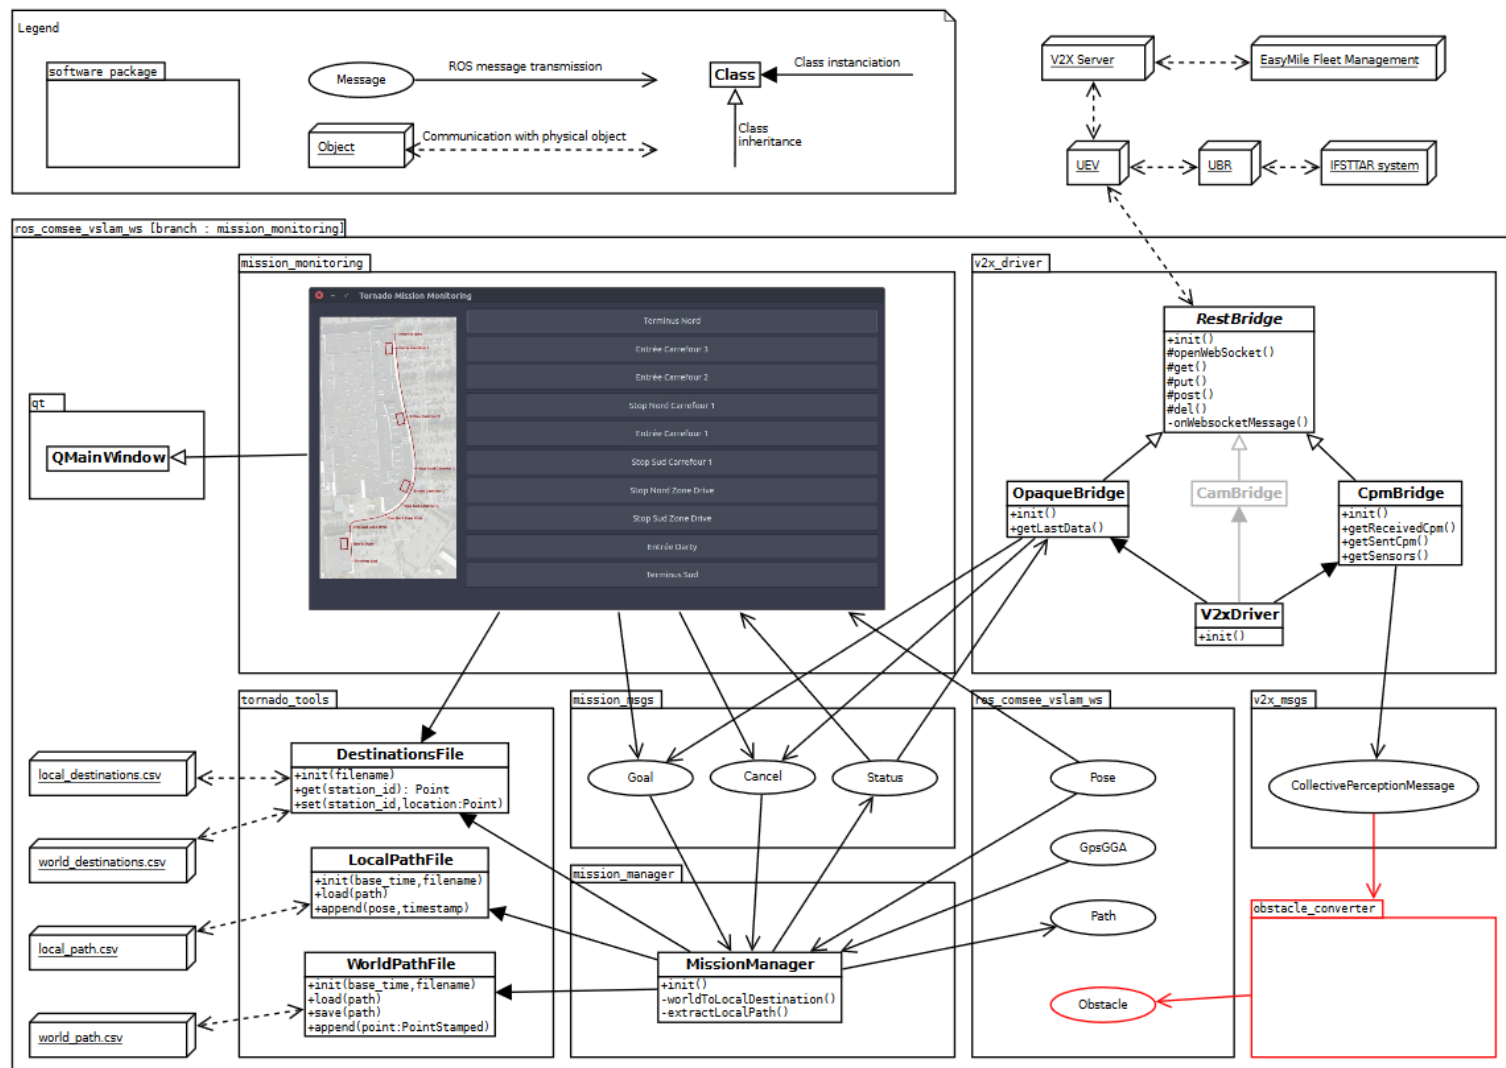 Legend
software_package
Message
ROS message transmission
Object
Communication with physical object
Class
Class instanciation
Class
inheritance
V2X Server
EasyMile Fleet Management
UEV
UBR
IFSTTAR system
ros_comsee_vslam_ws [branch : mission_monitoring]
mission_monitoring
Tornado Mission Monitoring
Terminus Nord
Entrée Carrefour 3
Entrée Carrefour 2
Stop Nord Carrefour 1
Entrée Carrefour 1
Stop Sud Carrefour 1
Stop Nord Zone Drive
Stop Sud Zone Drive
Entrée Darty
Terminus Sud
qt
QMainWindow
v2x_driver
RestBridge
+init()
#openWebSocket()
#get()
#put()
#post()
#del()
-onWebsocketMessage()
OpaqueBridge
+init()
+getLastData()
CamBridge
CpmBridge
+init()
+getReceivedCpm()
+getSentCpm()
+getSensors()
V2xDriver
+init()
tornado_tools
DestinationsFile
+init(filename)
+get(station_id): Point
+set(station_id,location:Point)
LocalPathFile
+init(base_time,filename)
+load(path)
+append(pose,timestamp)
WorldPathFile
+init(base_time,filename)
+load(path)
+save(path)
+append(point:PointStamped)
local_destinations.csv
world_destinations.csv
local_path.csv
world_path.csv
mission_msgs
Goal
Cancel
Status
mission_manager
MissionManager
+init()
-worldToLocalDestination()
-extractLocalPath()
ros_comsee_vslam_ws
Pose
GpsGGA
Path
Obstacle
v2x_msgs
CollectivePerceptionMessage
obstacle_converter